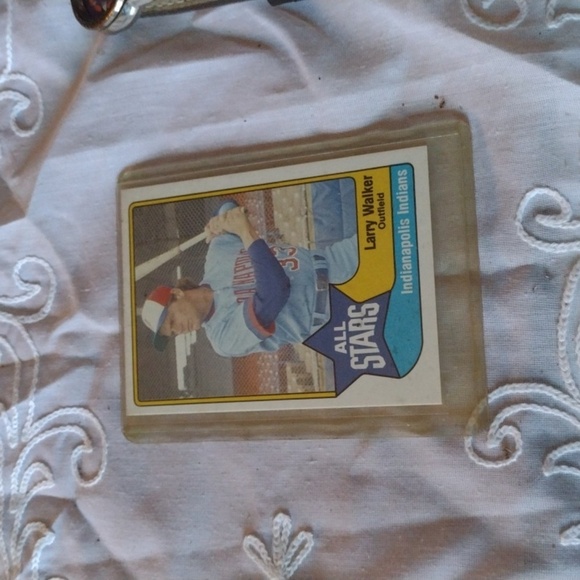 ALL
STARS
Larry Walker
Outfield
Indianapolis Indians